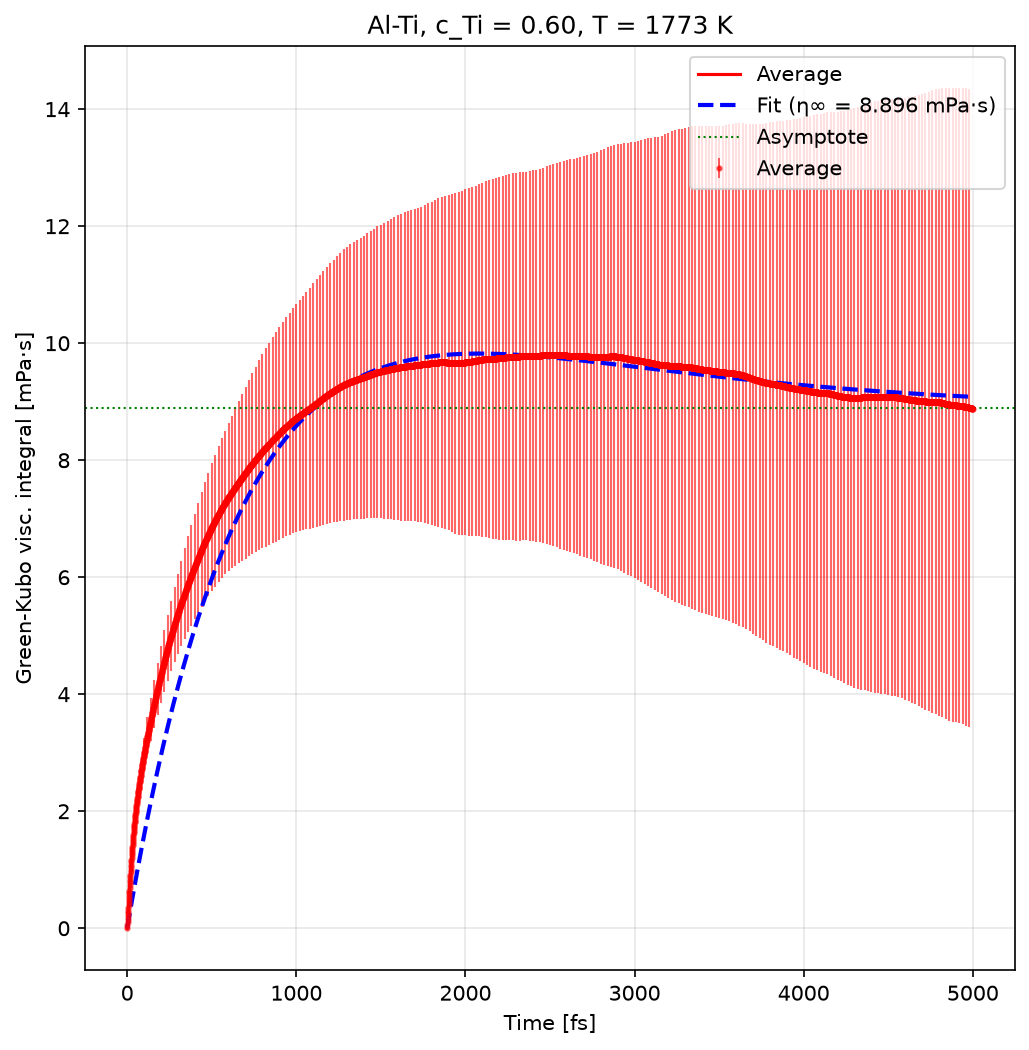 Al-Ti, c_Ti = 0.60, T = 1773 K
Average
Fit (η∞ = 8.896 mPa·s)
Asymptote
Average
Green-Kubo visc. integral [mPa·s]
14
12
10
8
6
4
2
0
0 1000 2000 3000 4000 5000
Time [fs]